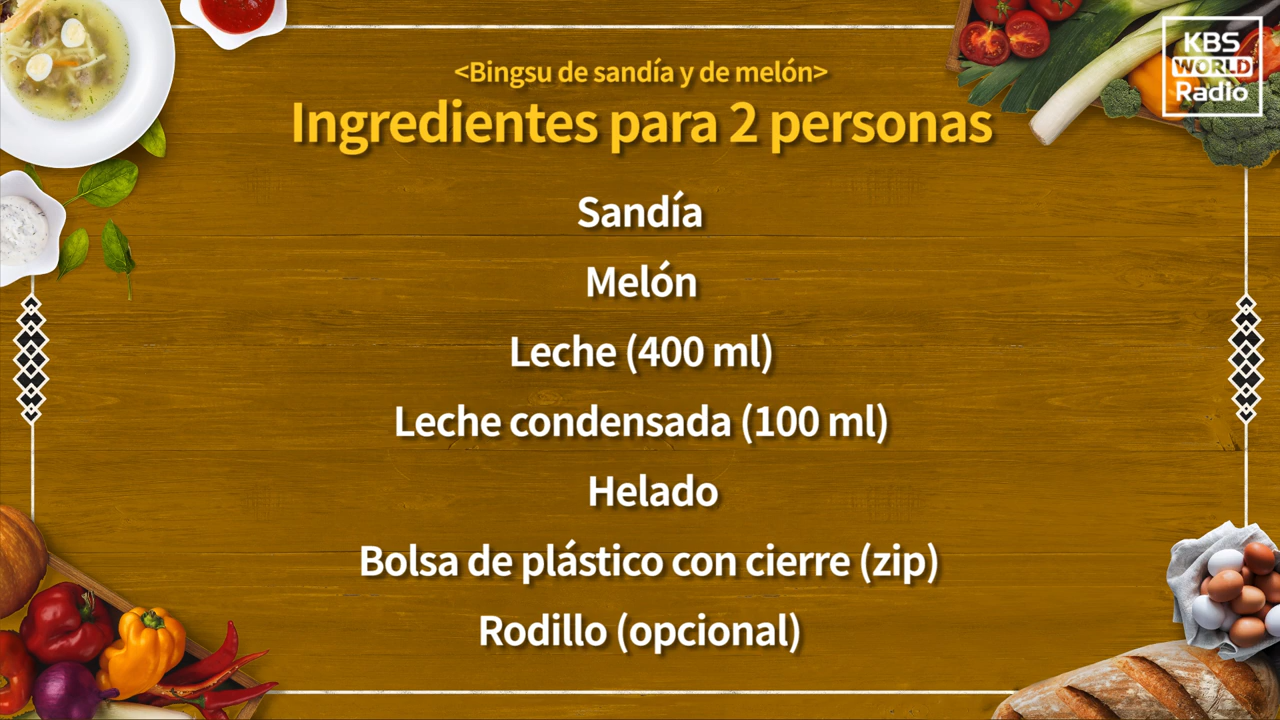 <Bingsu de sandía y de melón>
Ingredientes para 2 personas
Sandía
Melón
Leche (400 ml)
Leche condensada (100 ml)
Helado
Bolsa de plástico con cierre (zip)
Rodillo (opcional)
KBS
WORLD
Radio